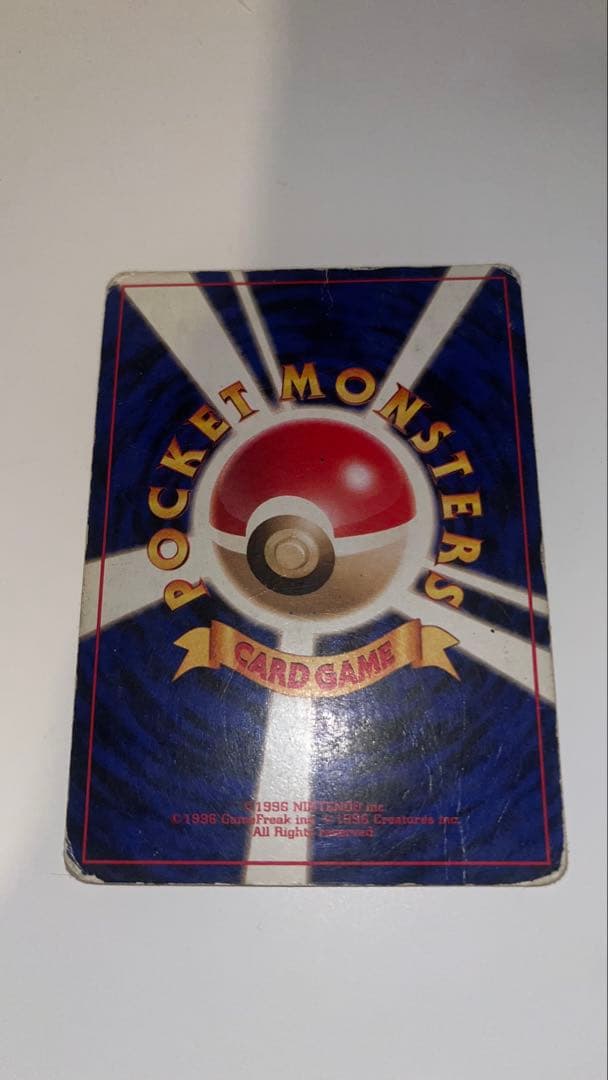 POCKET MONSTERS
CARD GAME
©1996 NINTENDO inc.
©1996 GameFreak inc. ©1996 Creatures inc.
All Rights reserved.